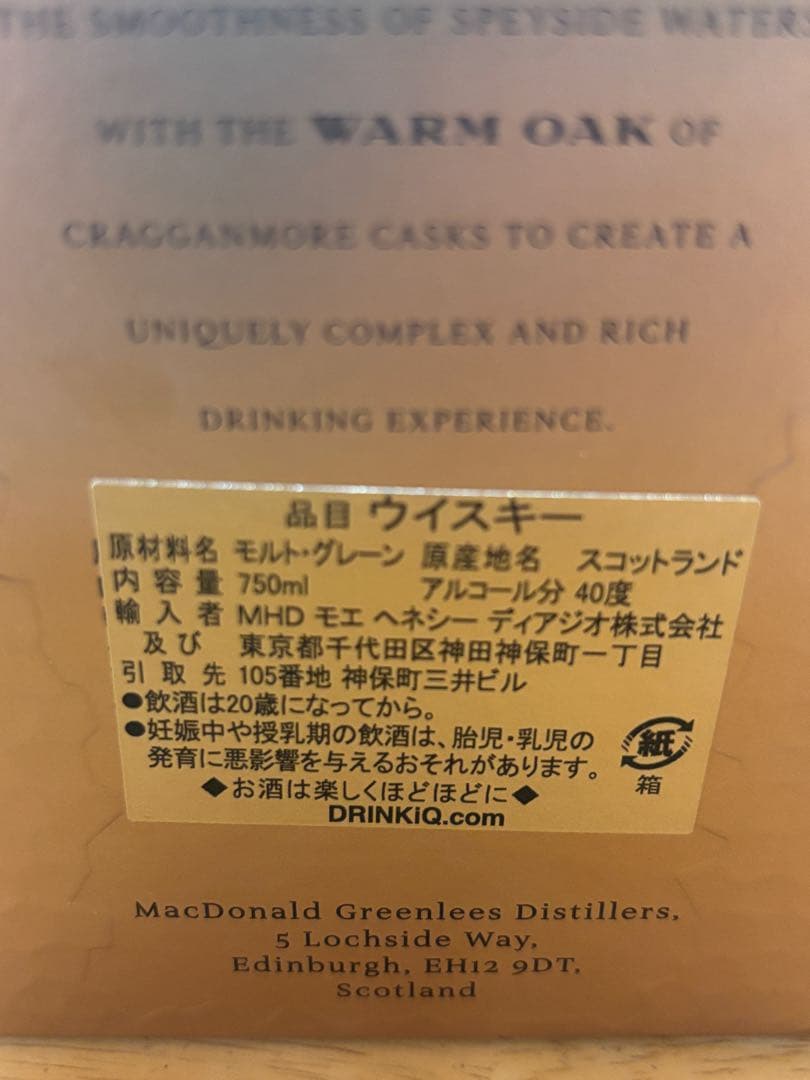 THE SMOOTHNESS OF SPEYSIDE WATERS
WITH THE WARM OAK OF
CRAGGANMORE CASKS TO CREATE A
UNIQUELY COMPLEX AND RICH
DRINKING EXPERIENCE.
品目 ウイスキー
原材料名 モルト・グレーン 原産地名 スコットランド
内容量 750ml アルコール分 40度
輸入者 MHD モエ ヘネシー ディアジオ株式会社
及び 東京都千代田区神田神保町一丁目
引取先 105番地 神保町三井ビル
●飲酒は20歳になってから。
●妊娠中や授乳期の飲酒は、胎児・乳児の
発育に悪影響を与えるおそれがあります。
紙
箱
◆お酒は楽しくほどほどに◆
DRINKiQ.com
MacDonald Greenlees Distillers,
5 Lochside Way,
Edinburgh, EH12 9DT,
Scotland